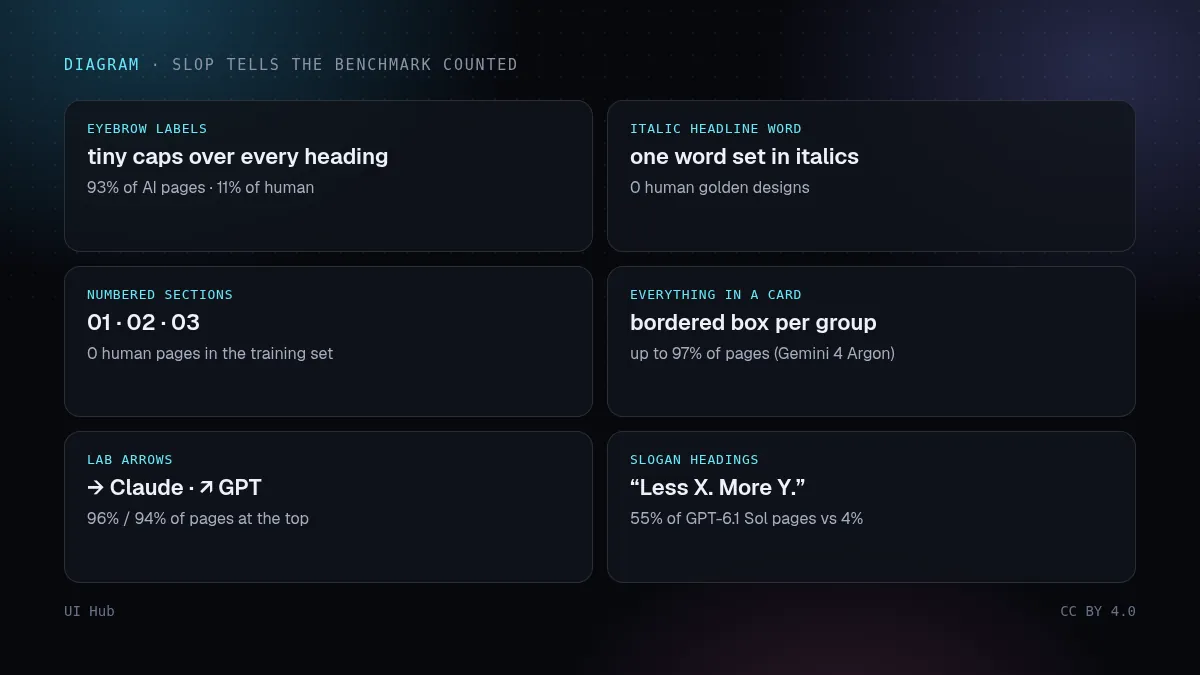 DIAGRAM · SLOP TELLS THE BENCHMARK COUNTED
EYEBROW LABELS
tiny caps over every heading
93% of AI pages · 11% of human
ITALIC HEADLINE WORD
one word set in italics
0 human golden designs
NUMBERED SECTIONS
01 · 02 · 03
0 human pages in the training set
EVERYTHING IN A CARD
bordered box per group
up to 97% of pages (Gemini 4 Argon)
LAB ARROWS
→ Claude · ↗ GPT
96% / 94% of pages at the top
SLOGAN HEADINGS
“Less X. More Y.”
55% of GPT-6.1 Sol pages vs 4%
UI Hub
CC BY 4.0